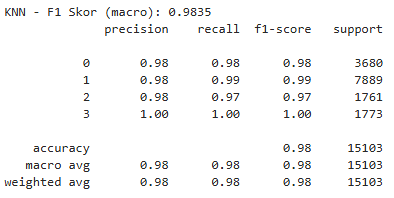 KNN - F1 Skor (macro): 0.9835
precision recall f1-score support
0 0.98 0.98 0.98 3680
1 0.98 0.99 0.99 7889
2 0.98 0.97 0.97 1761
3 1.00 1.00 1.00 1773
accuracy 0.98 15103
macro avg 0.98 0.98 0.98 15103
weighted avg 0.98 0.98 0.98 15103